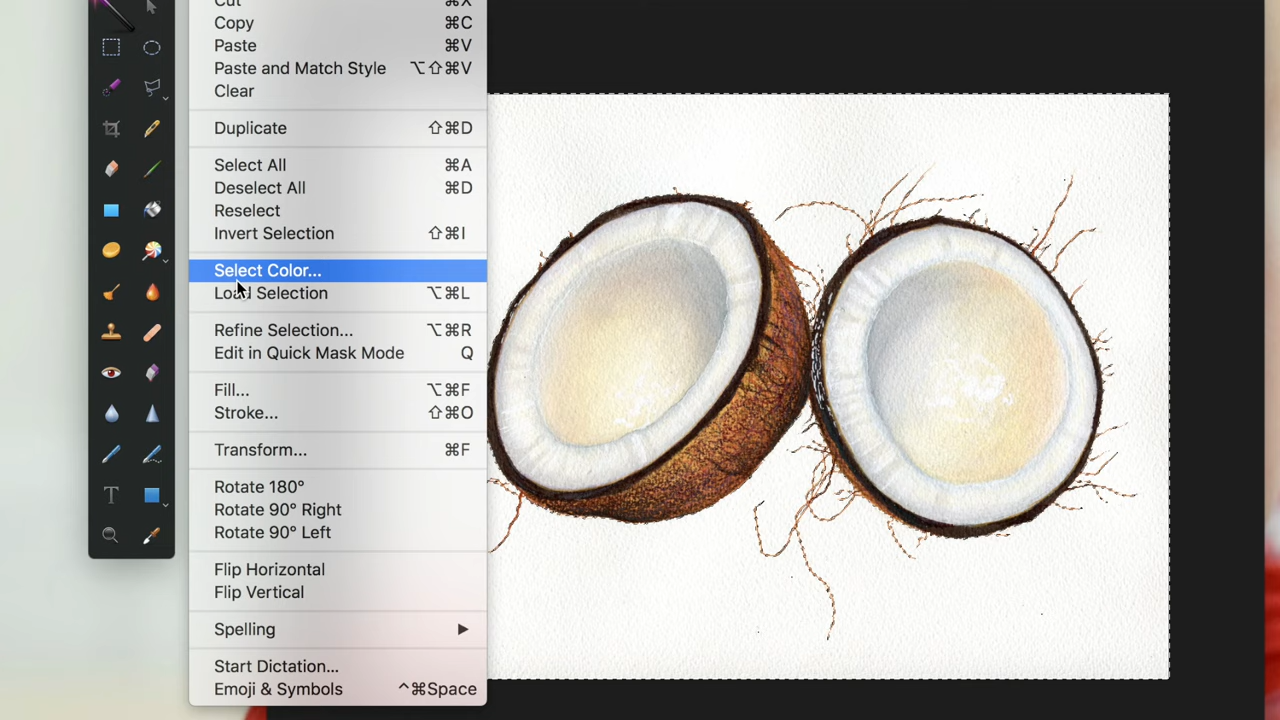 Cut ⌘X
Copy ⌘C
Paste ⌘V
Paste and Match Style ⌥⇧⌘V
Clear
Duplicate ⇧⌘D
Select All ⌘A
Deselect All ⌘D
Reselect
Invert Selection ⇧⌘I
Select Color...
Load Selection ⌥⌘L
Refine Selection... ⌥⌘R
Edit in Quick Mask Mode Q
Fill... ⌥⌘F
Stroke... ⇧⌘O
Transform... ⌘F
Rotate 180°
Rotate 90° Right
Rotate 90° Left
Flip Horizontal
Flip Vertical
Spelling ▶
Start Dictation...
Emoji & Symbols ^⌘Space
T